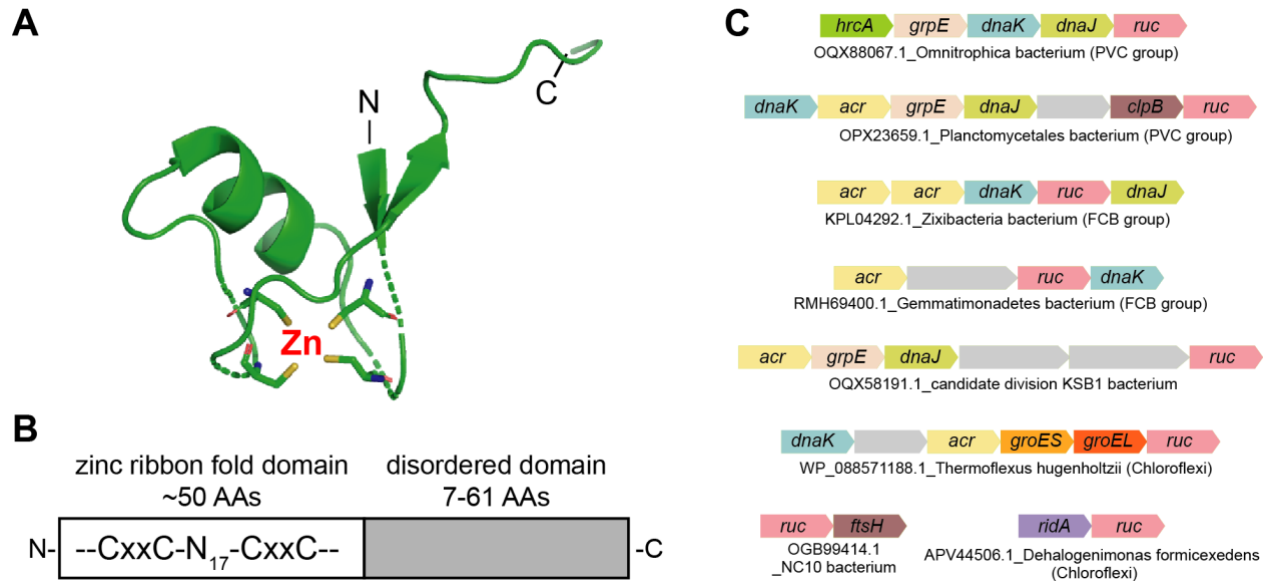 A
N
C
Zn
B
zinc ribbon fold domain
~50 AAs
disordered domain
7-61 AAs
N-
--CxxC-N17-CxxC--
-C
C
hrcA grpE dnaK dnaJ ruc
OQX88067.1_Omnitrophica bacterium (PVC group)
dnaK acr grpE dnaJ clpB ruc
OPX23659.1_Planctomycetales bacterium (PVC group)
acr acr dnaK ruc dnaJ
KPL04292.1_Zixibacteria bacterium (FCB group)
acr ruc dnaK
RMH69400.1_Gemmatimonadetes bacterium (FCB group)
acr grpE dnaJ ruc
OQX58191.1_candidate division KSB1 bacterium
dnaK acr groES groEL ruc
WP_088571188.1_Thermoflexus hugenholtzii (Chloroflexi)
ruc ftsH
OGB99414.1
_NC10 bacterium
ridA ruc
APV44506.1_Dehalogenimonas formicexedens
(Chloroflexi)